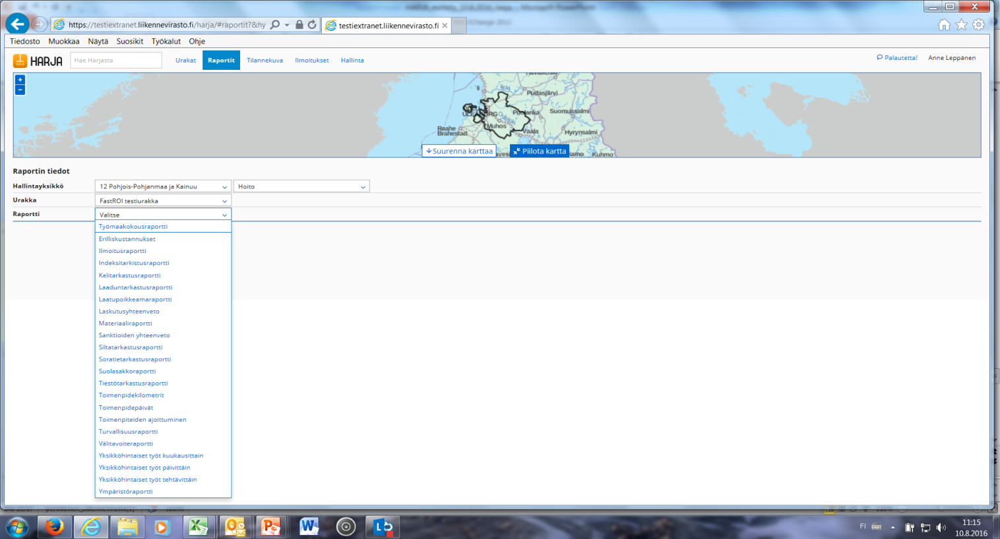 https://testiextranet.liikennevirasto.fi/harja/#raportit?&hy
testiextranet.liikennevirasto.fi
Tiedosto Muokkaa Näytä Suosikit Työkalut Ohje
HARJA Hae Harjasta Urakat Raportit Tilannekuva Ilmoitukset Hallinta Palautetta! Anne Leppänen
+
−
Ii
Pudasjärvi
Puolanka
Suomussalmi
Muhos
Raahe
Brahestad
Vaala
Hyrynsalmi
Kuhmo
Suurenna karttaa Piilota kartta
Raportin tiedot
Hallintayksikkö 12 Pohjois-Pohjanmaa ja Kainuu Hoito
Urakka FastROI testiurakka
Raportti Valitse
Työmaakokousraportti
Erilliskustannukset
Ilmoitusraportti
Indeksitarkistusraportti
Kelitarkastusraportti
Laaduntarkastusraportti
Laatupoikkeamaraportti
Laskutusyhteenveto
Materiaaliraportti
Sanktioiden yhteenveto
Siltatarkastusraportti
Soratietarkastusraportti
Suolasakkoraportti
Tiestötarkastusraportti
Toimenpidekilometrit
Toimenpidepäivät
Toimenpiteiden ajoittuminen
Turvallisuusraportti
Välitavoiteraportti
Yksikköhintaiset työt kuukausittain
Yksikköhintaiset työt päivittäin
Yksikköhintaiset työt tehtävittäin
Ympäristöraportti
FI 11:15
10.8.2016